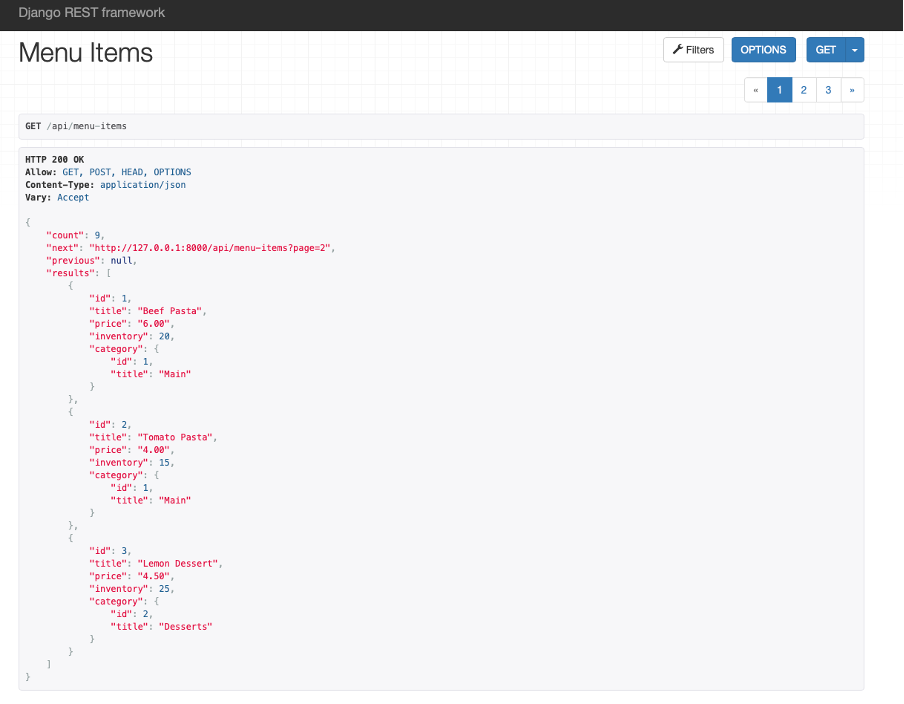 Django REST framework
Menu Items
Filters
OPTIONS
GET
« 1 2 3 »
GET /api/menu-items
HTTP 200 OK
Allow: GET, POST, HEAD, OPTIONS
Content-Type: application/json
Vary: Accept
{
    "count": 9,
    "next": "http://127.0.0.1:8000/api/menu-items?page=2",
    "previous": null,
    "results": [
        {
            "id": 1,
            "title": "Beef Pasta",
            "price": "6.00",
            "inventory": 20,
            "category": {
                "id": 1,
                "title": "Main"
            }
        },
        {
            "id": 2,
            "title": "Tomato Pasta",
            "price": "4.00",
            "inventory": 15,
            "category": {
                "id": 1,
                "title": "Main"
            }
        },
        {
            "id": 3,
            "title": "Lemon Dessert",
            "price": "4.50",
            "inventory": 25,
            "category": {
                "id": 2,
                "title": "Desserts"
            }
        }
    ]
}